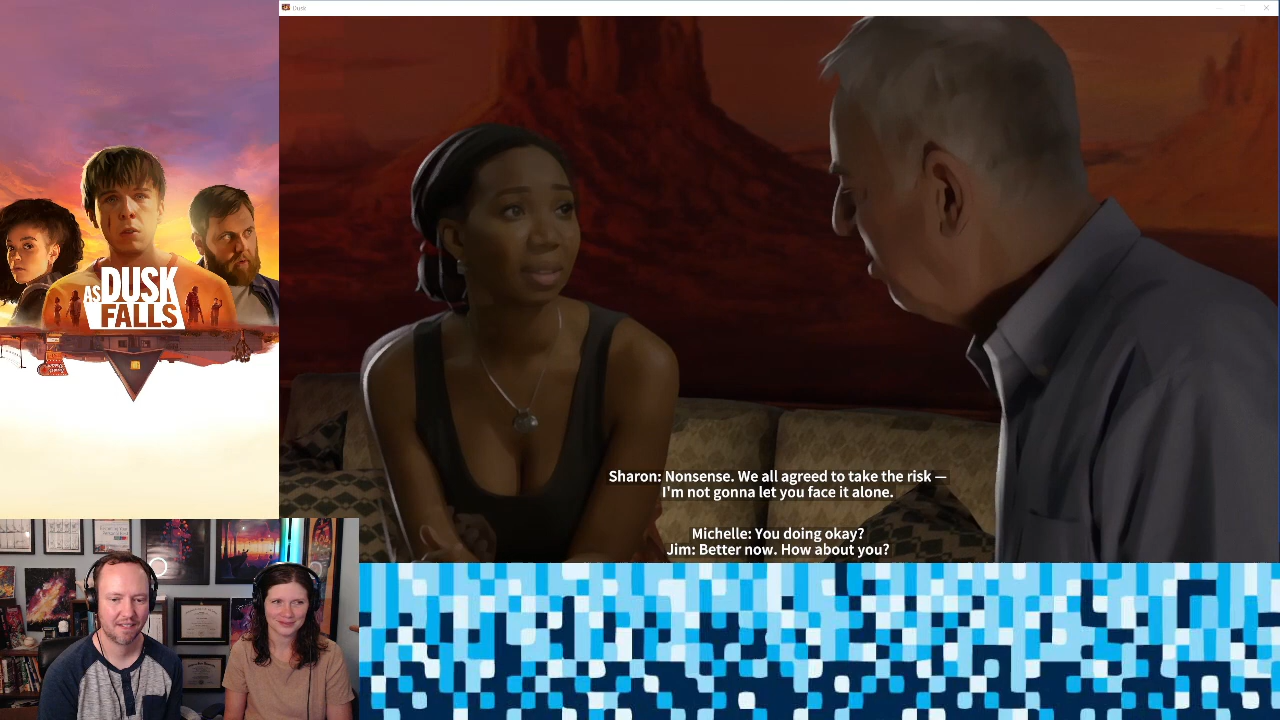 Dusk
AS DUSK
FALLS
Sharon: Nonsense. We all agreed to take the risk —
I'm not gonna let you face it alone.
Michelle: You doing okay?
Jim: Better now. How about you?